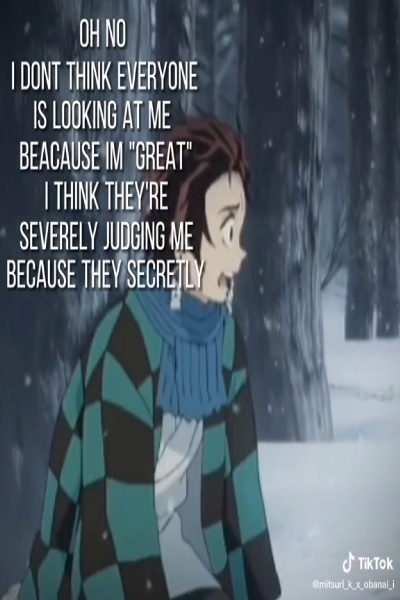 OH NO
I DONT THINK EVERYONE
IS LOOKING AT ME
BEACAUSE IM "GREAT"
I THINK THEY'RE
SEVERELY JUDGING ME
BECAUSE THEY SECRETLY
TikTok
@mitsuri_k_x_obanai_i